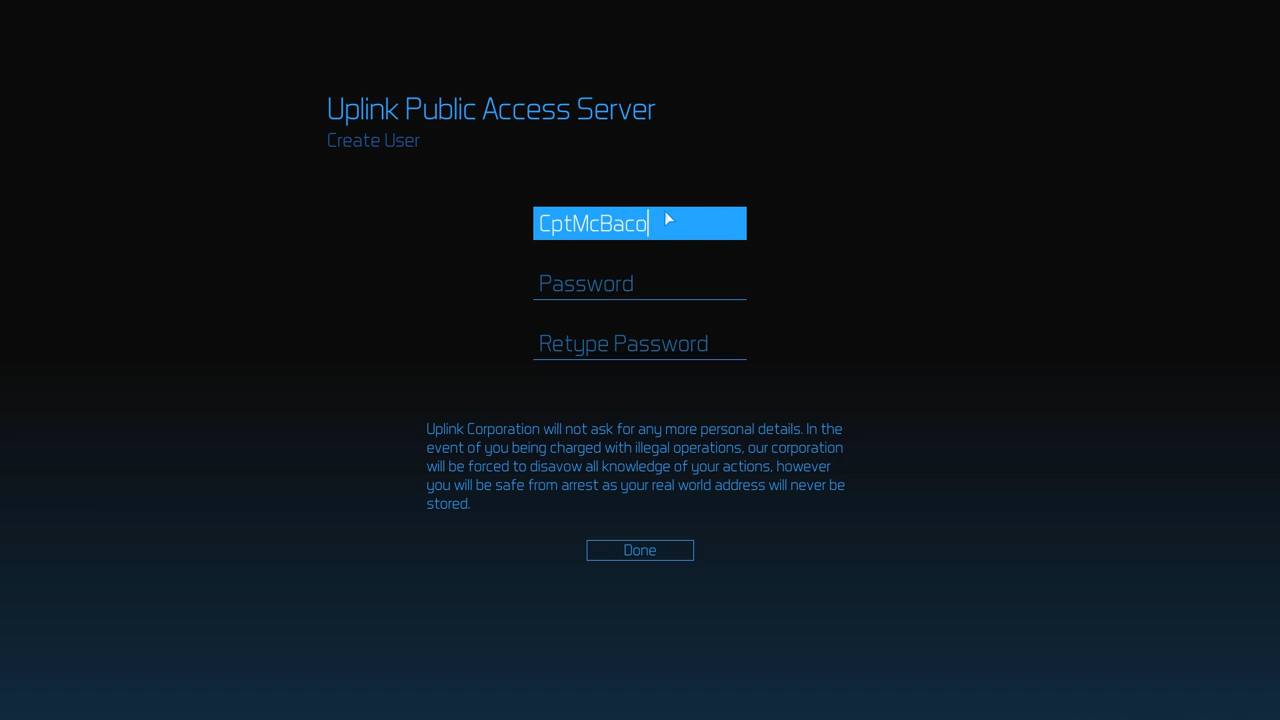 Uplink Public Access Server
Create User
CptMcBaco
Password
Retype Password
Uplink Corporation will not ask for any more personal details. In the
event of you being charged with illegal operations, our corporation
will be forced to disavow all knowledge of your actions, however
you will be safe from arrest as your real world address will never be
stored.
Done